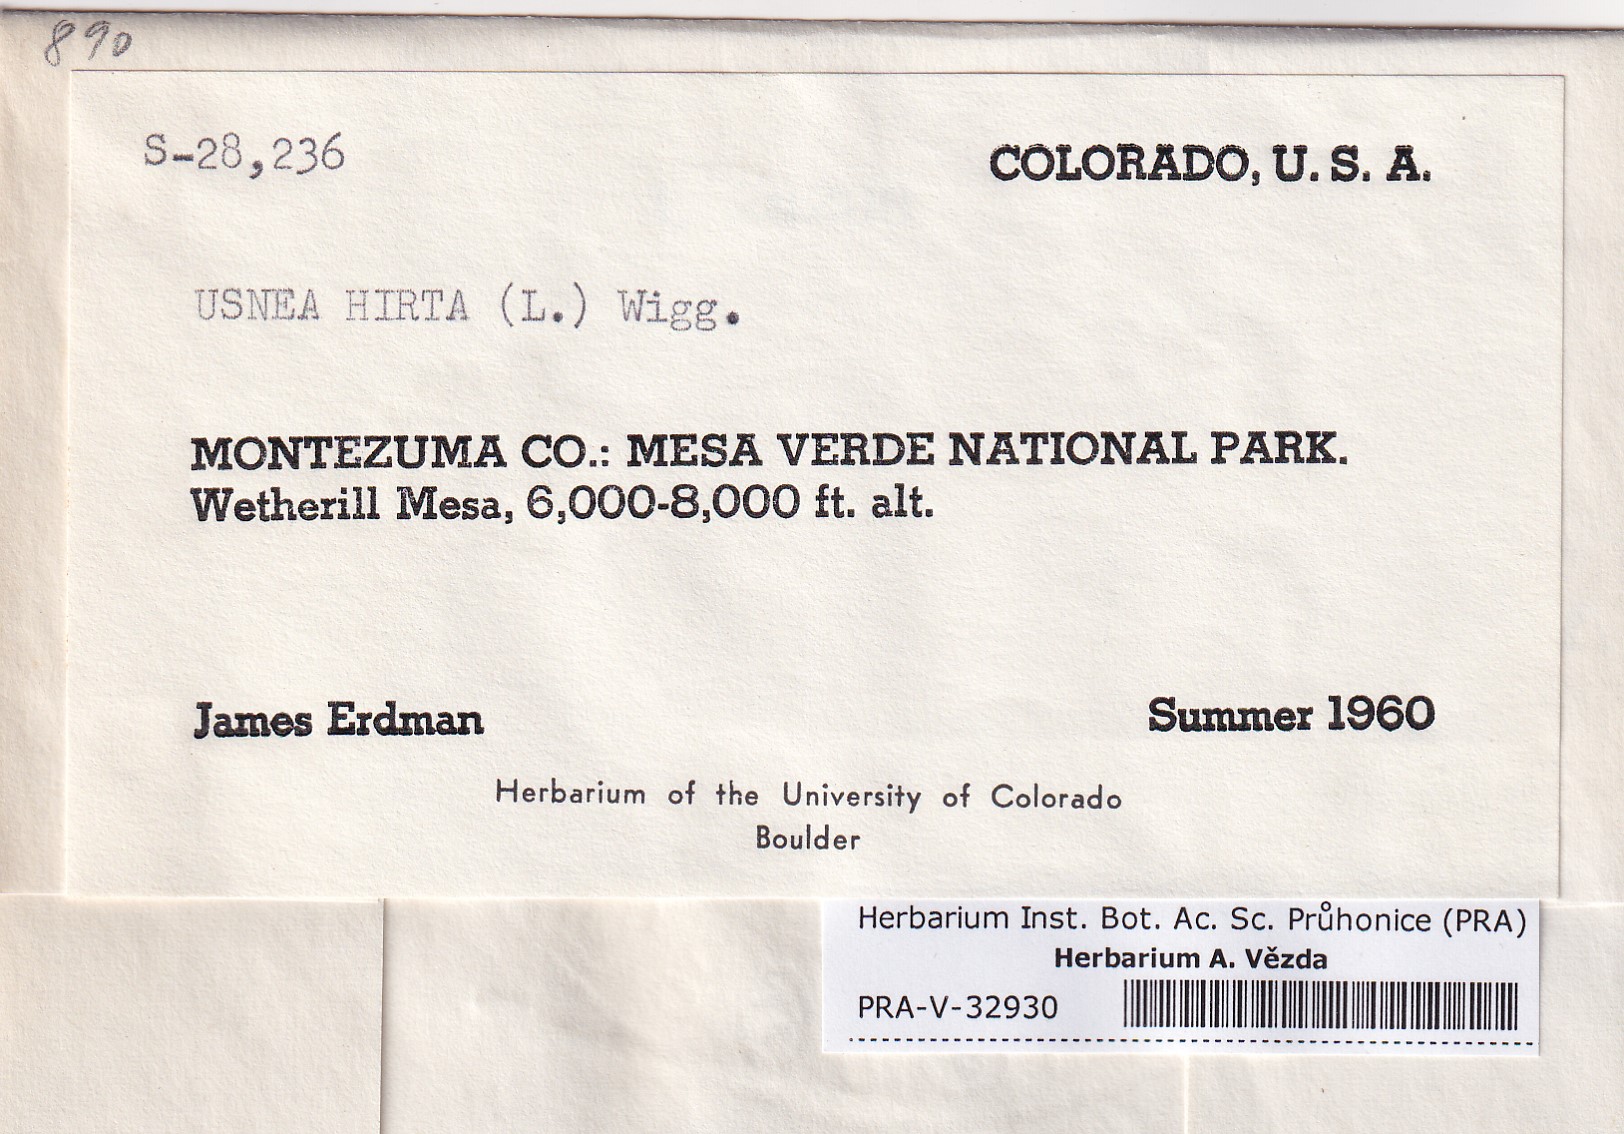 890
S-28,236
COLORADO, U. S. A.
USNEA HIRTA (L.) Wigg.
MONTEZUMA CO.: MESA VERDE NATIONAL PARK.
Wetherill Mesa, 6,000-8,000 ft. alt.
James Erdman
Summer 1960
Herbarium of the University of Colorado
Boulder
Herbarium Inst. Bot. Ac. Sc. Průhonice (PRA)
Herbarium A. Vězda
PRA-V-32930